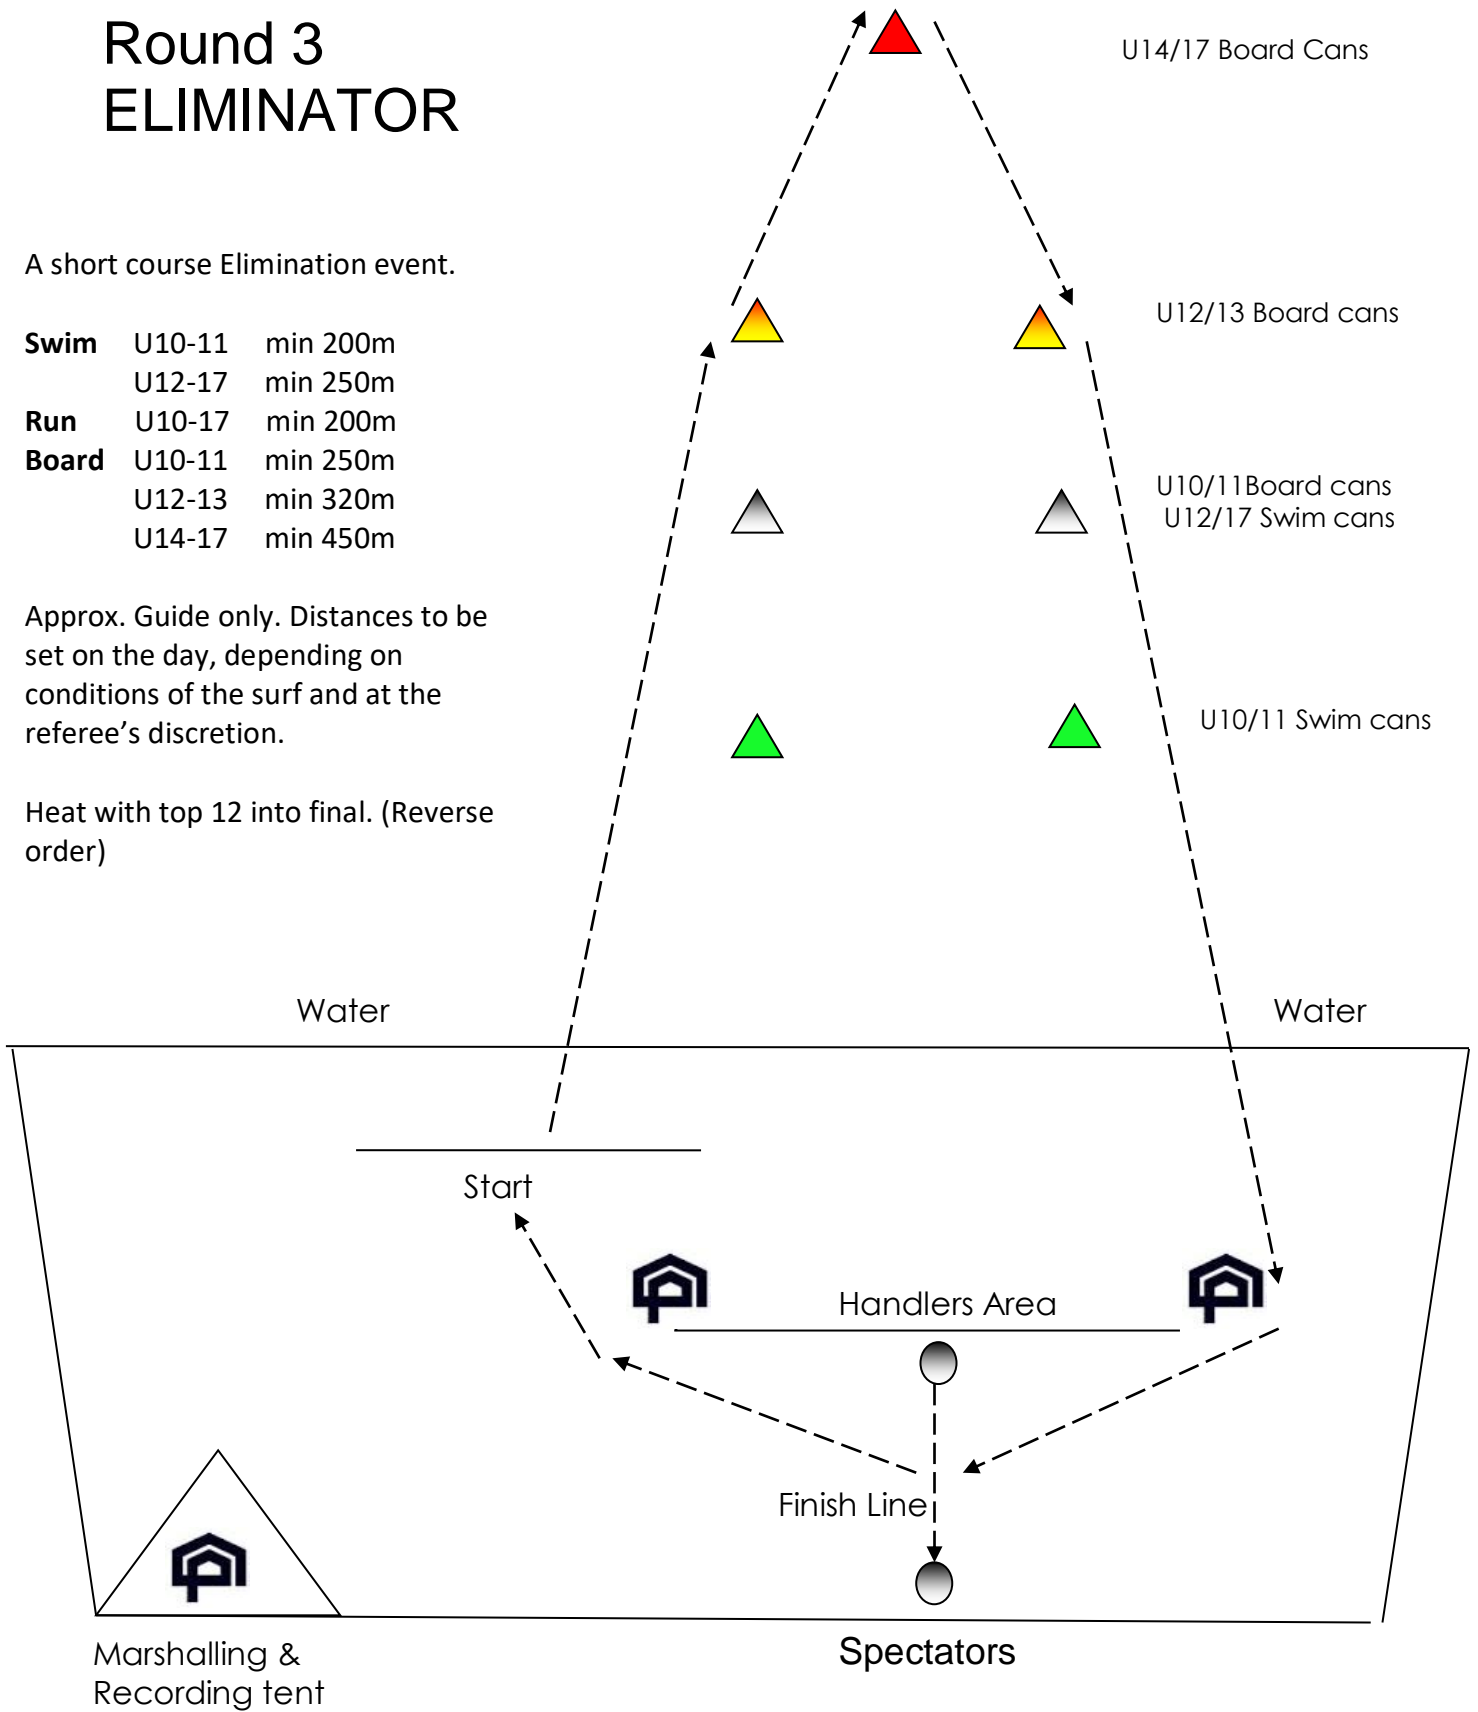 Round 3
ELIMINATOR
U14/17 Board Cans
A short course Elimination event.
U12/13 Board cans
Swim U10-11 min 200m
U12-17 min 250m
Run U10-17 min 200m
Board U10-11 min 250m
U12-13 min 320m
U14-17 min 450m
U10/11Board cans
U12/17 Swim cans
Approx. Guide only. Distances to be
set on the day, depending on
conditions of the surf and at the
referee’s discretion.
U10/11 Swim cans
Heat with top 12 into final. (Reverse
order)
Water
Water
Start
Handlers Area
Finish Line
Spectators
Marshalling &
Recording tent